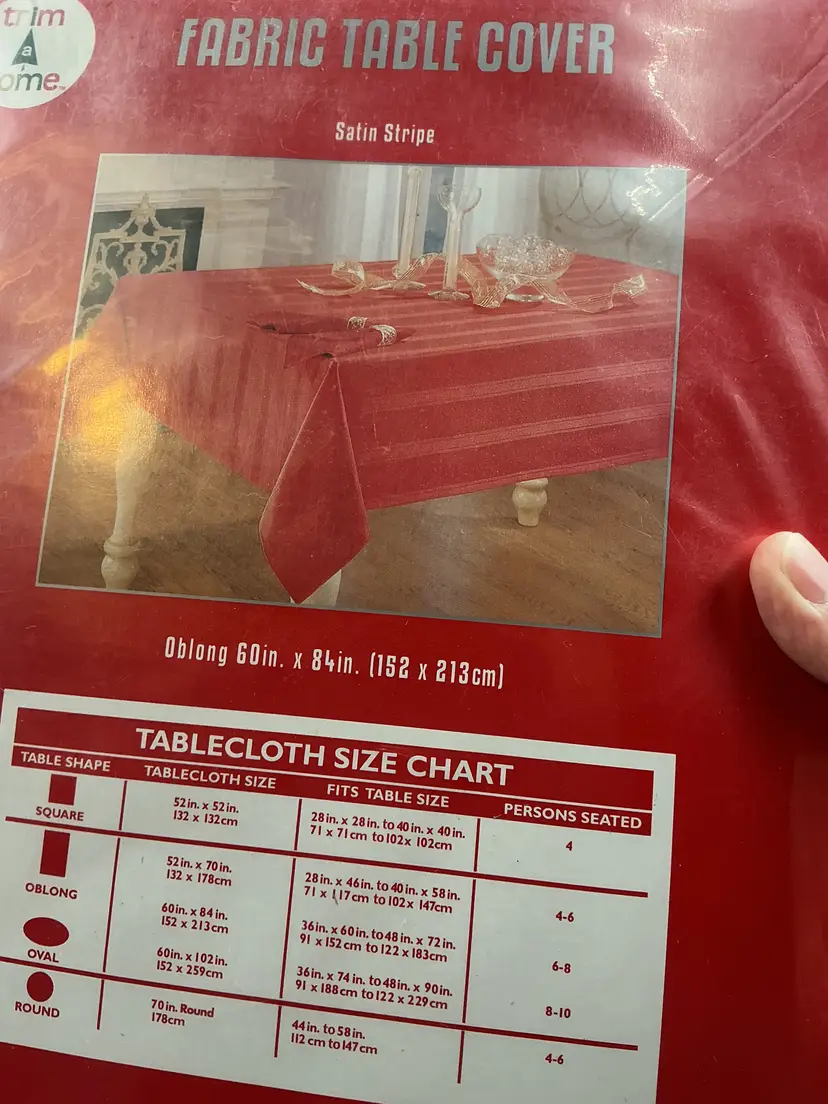 trim
a
ome™
FABRIC TABLE COVER
Satin Stripe
Oblong 60in. x 84in. (152 x 213cm)
TABLECLOTH SIZE CHART
TABLE SHAPE TABLECLOTH SIZE FITS TABLE SIZE PERSONS SEATED
SQUARE
52in. x 52in.
132 x 132cm
28in. x 28in. to 40in. x 40in.
71 x 71cm to 102x 102cm
4
OBLONG
52in. x 70in.
132 x 178cm
28in. x 46in. to 40in. x 58in.
71 x 117cm to 102x 147cm
4-6
60in. x 84in.
152 x 213cm
36in. x 60in. to 48in. x 72in.
91 x 152cm to 122 x 183cm
6-8
OVAL
60in. x 102in.
152 x 259cm
36in. x 74in. to 48in. x 90in.
91 x 188cm to 122 x 229cm
8-10
ROUND
70in. Round
178cm
44in. to 58in.
112 cm to 147cm
4-6